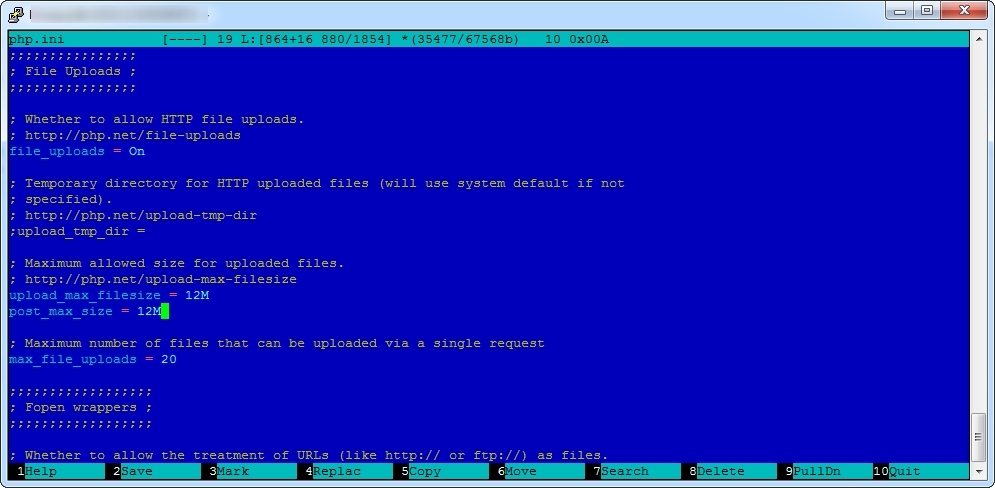 php.ini [----] 19 L:[864+16 880/1854] *(35477/67568b) 10 0x00A
;;;;;;;;;;;;;;;;
; File Uploads ;
;;;;;;;;;;;;;;;;
; Whether to allow HTTP file uploads.
; http://php.net/file-uploads
file_uploads = On
; Temporary directory for HTTP uploaded files (will use system default if not
; specified).
; http://php.net/upload-tmp-dir
;upload_tmp_dir =
; Maximum allowed size for uploaded files.
; http://php.net/upload-max-filesize
upload_max_filesize = 12M
post_max_size = 12M
; Maximum number of files that can be uploaded via a single request
max_file_uploads = 20
;;;;;;;;;;;;;;;;;;
; Fopen wrappers ;
;;;;;;;;;;;;;;;;;;
; Whether to allow the treatment of URLs (like http:// or ftp://) as files.
1Help 2Save 3Mark 4Replac 5Copy 6Move 7Search 8Delete 9PullDn 10Quit